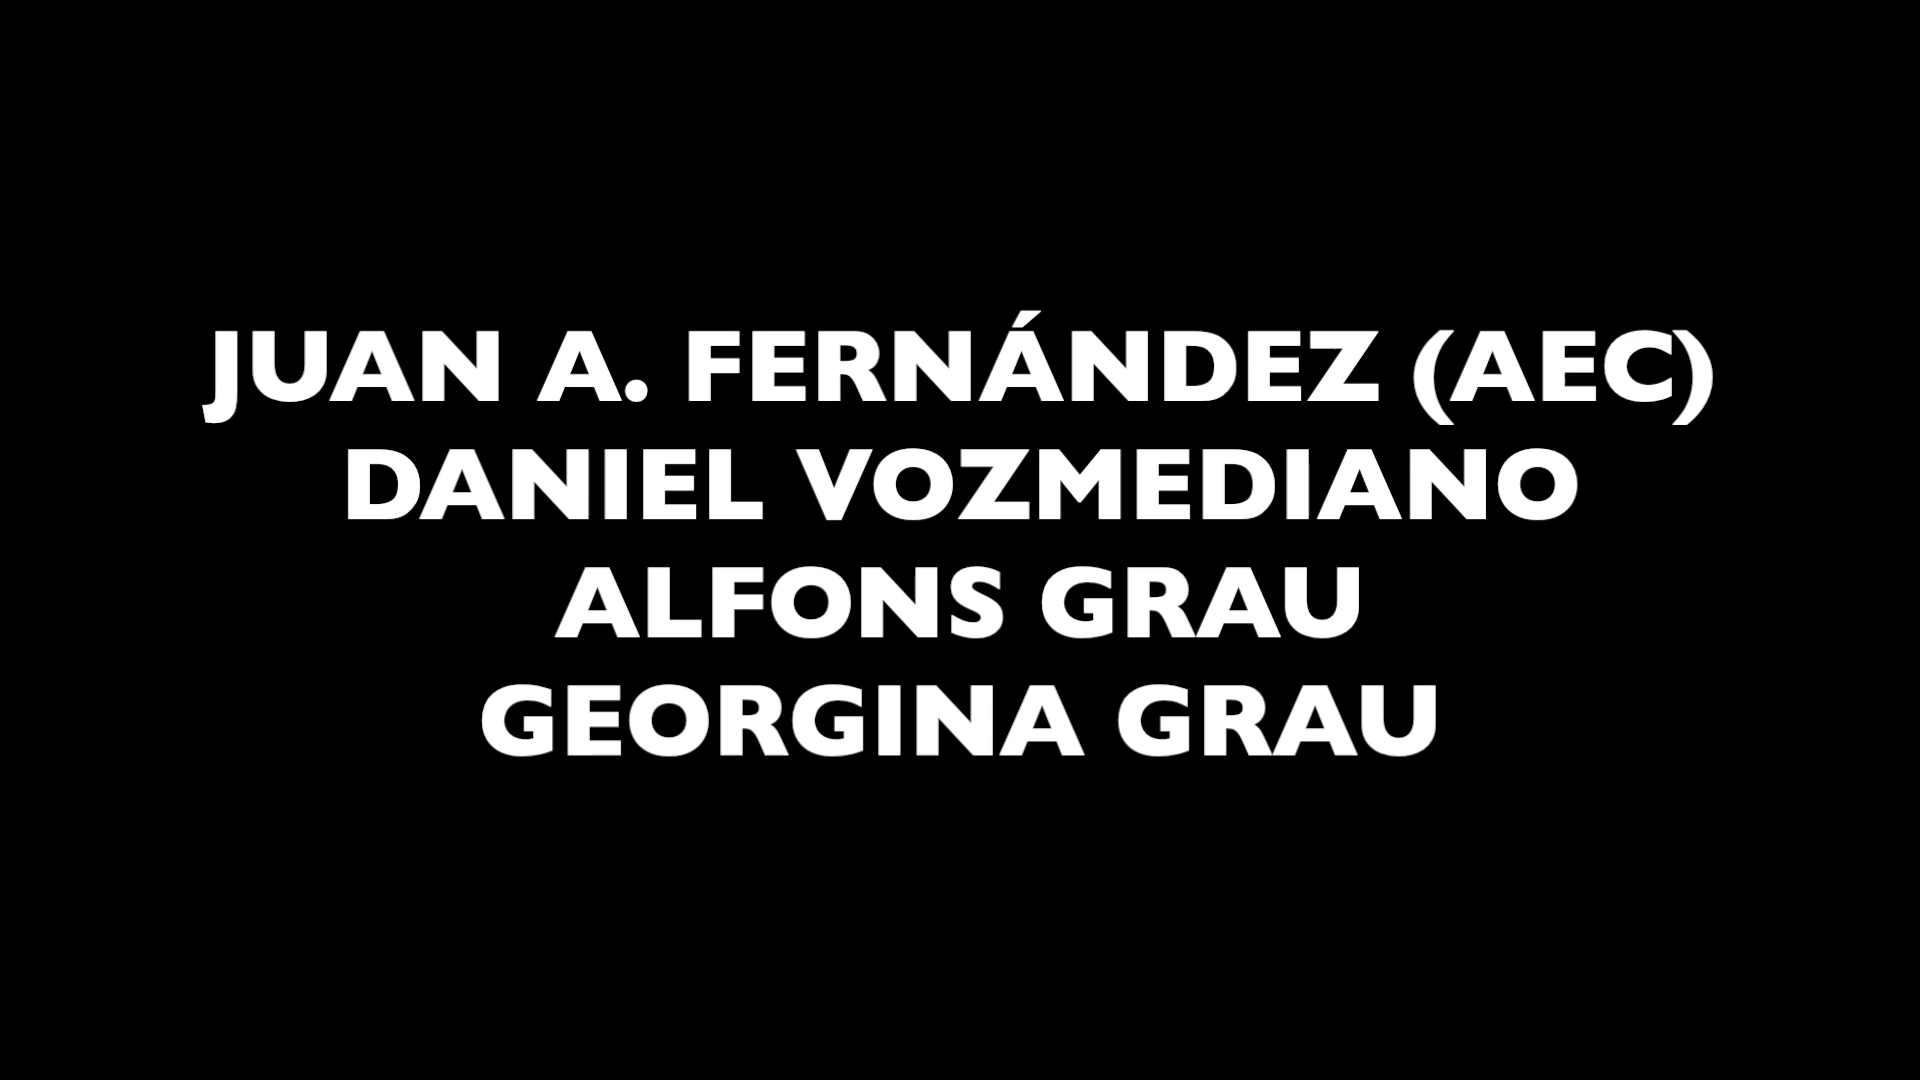 JUAN A. FERNÁNDEZ (AEC)
DANIEL VOZMEDIANO
ALFONS GRAU
GEORGINA GRAU